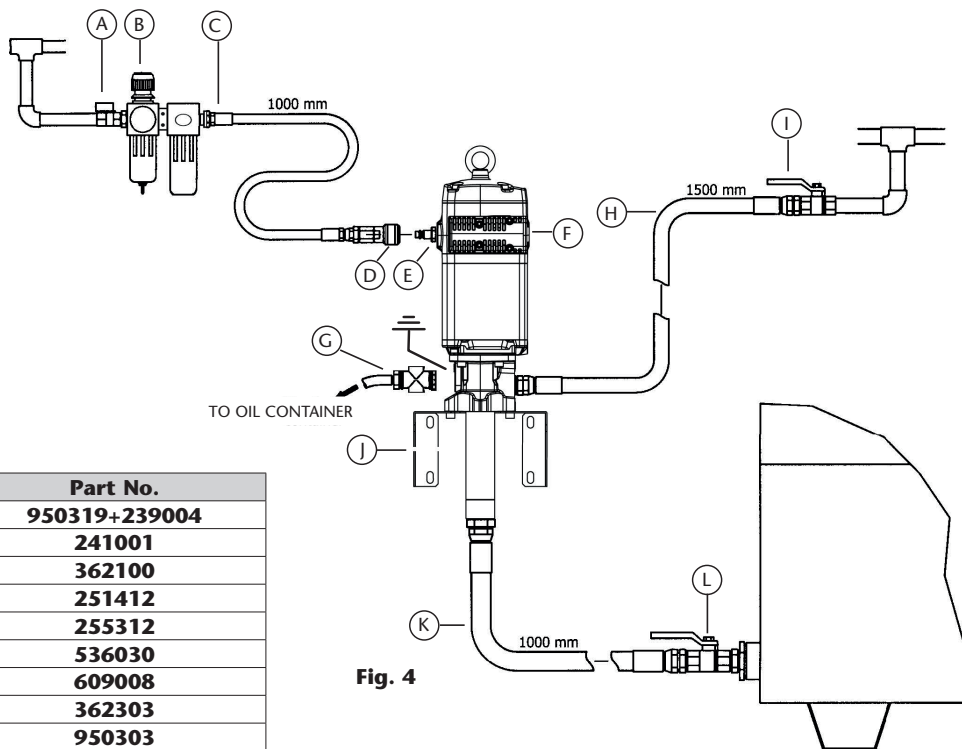 A
B
C
1000 mm
I
1500 mm
H
F
D
E
G
TO OIL CONTAINER
J
Part No.
950319+239004
241001
362100
251412
255312
536030
609008
362303
950303
L
K
1000 mm
Fig. 4